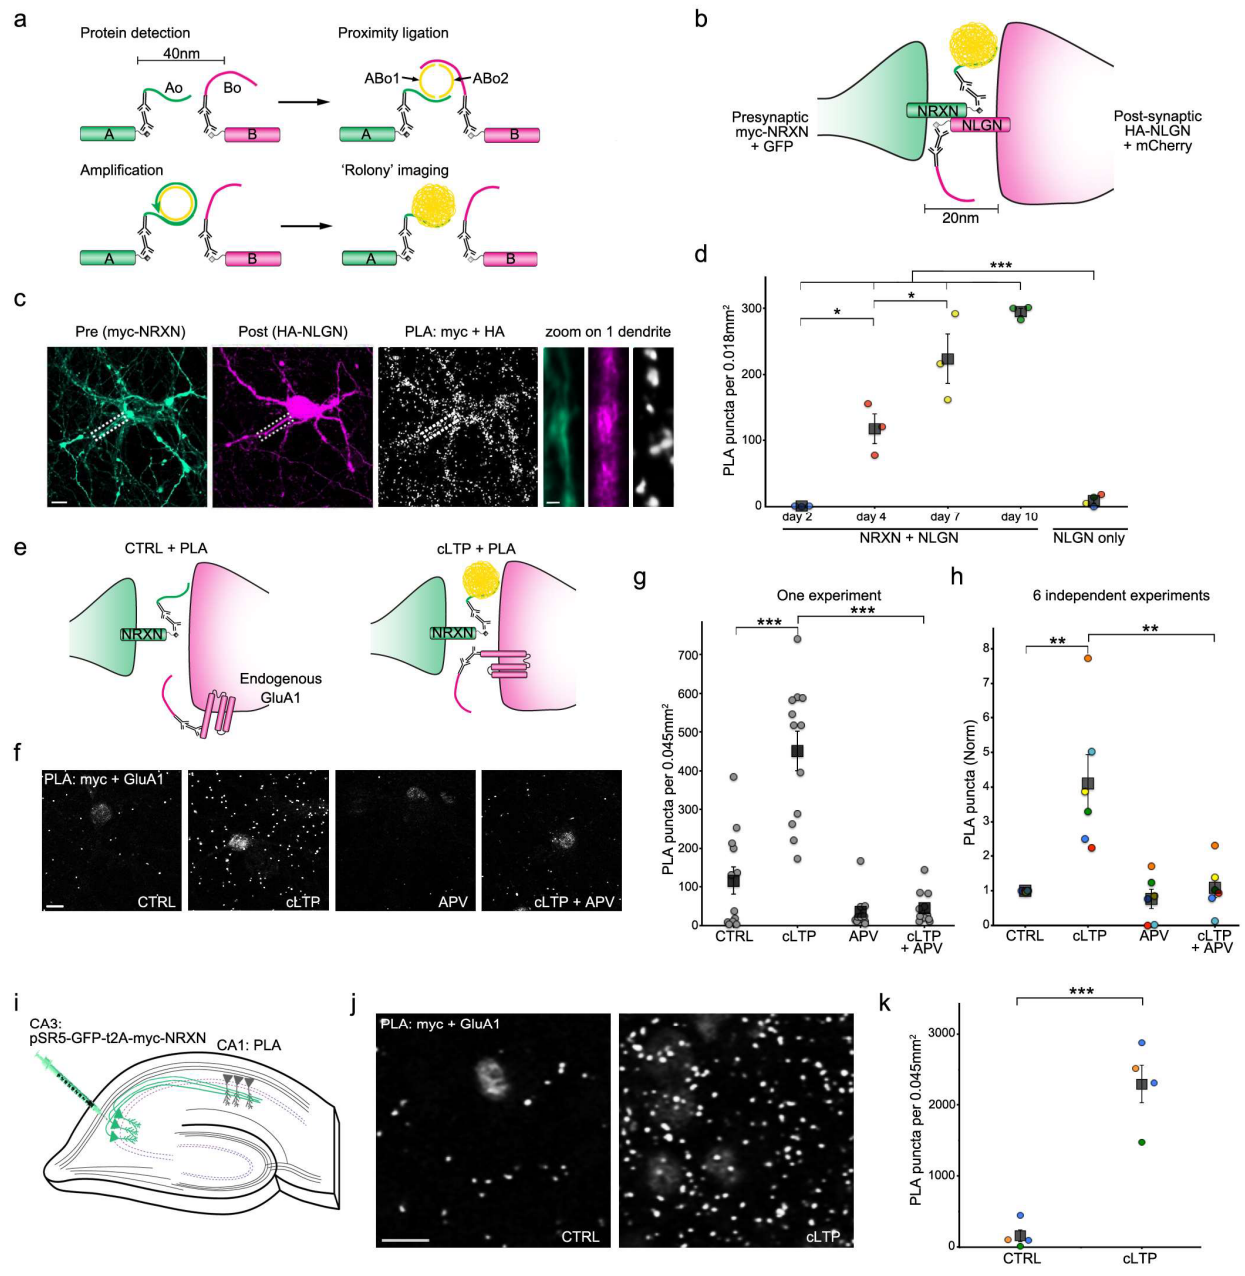 a
Protein detection
40nm
Ao
Bo
A
B
Proximity ligation
ABo1
ABo2
A
B
Amplification
A
B
'Rolony' imaging
A
B
b
Presynaptic
myc-NRXN
+ GFP
NRXN
NLGN
Post-synaptic
HA-NLGN
+ mCherry
20nm
c
Pre (myc-NRXN)
Post (HA-NLGN)
PLA: myc + HA
zoom on 1 dendrite
d
PLA puncta per 0.018mm²
300
200
100
0
***
*
*
day 2
day 4
day 7
day 10
NRXN + NLGN
NLGN only
e
CTRL + PLA
NRXN
Endogenous
GluA1
cLTP + PLA
NRXN
f
PLA: myc + GluA1
CTRL
cLTP
APV
cLTP + APV
g
One experiment
PLA puncta per 0.045mm²
700
600
500
400
300
200
100
0
***
***
CTRL
cLTP
APV
cLTP
+ APV
h
6 independent experiments
PLA puncta (Norm)
8
7
6
5
4
3
2
1
0
**
**
CTRL
cLTP
APV
cLTP
+ APV
i
CA3:
pSR5-GFP-t2A-myc-NRXN
CA1: PLA
j
PLA: myc + GluA1
CTRL
cLTP
k
PLA puncta per 0.045mm²
3000
2000
1000
0
***
CTRL
cLTP